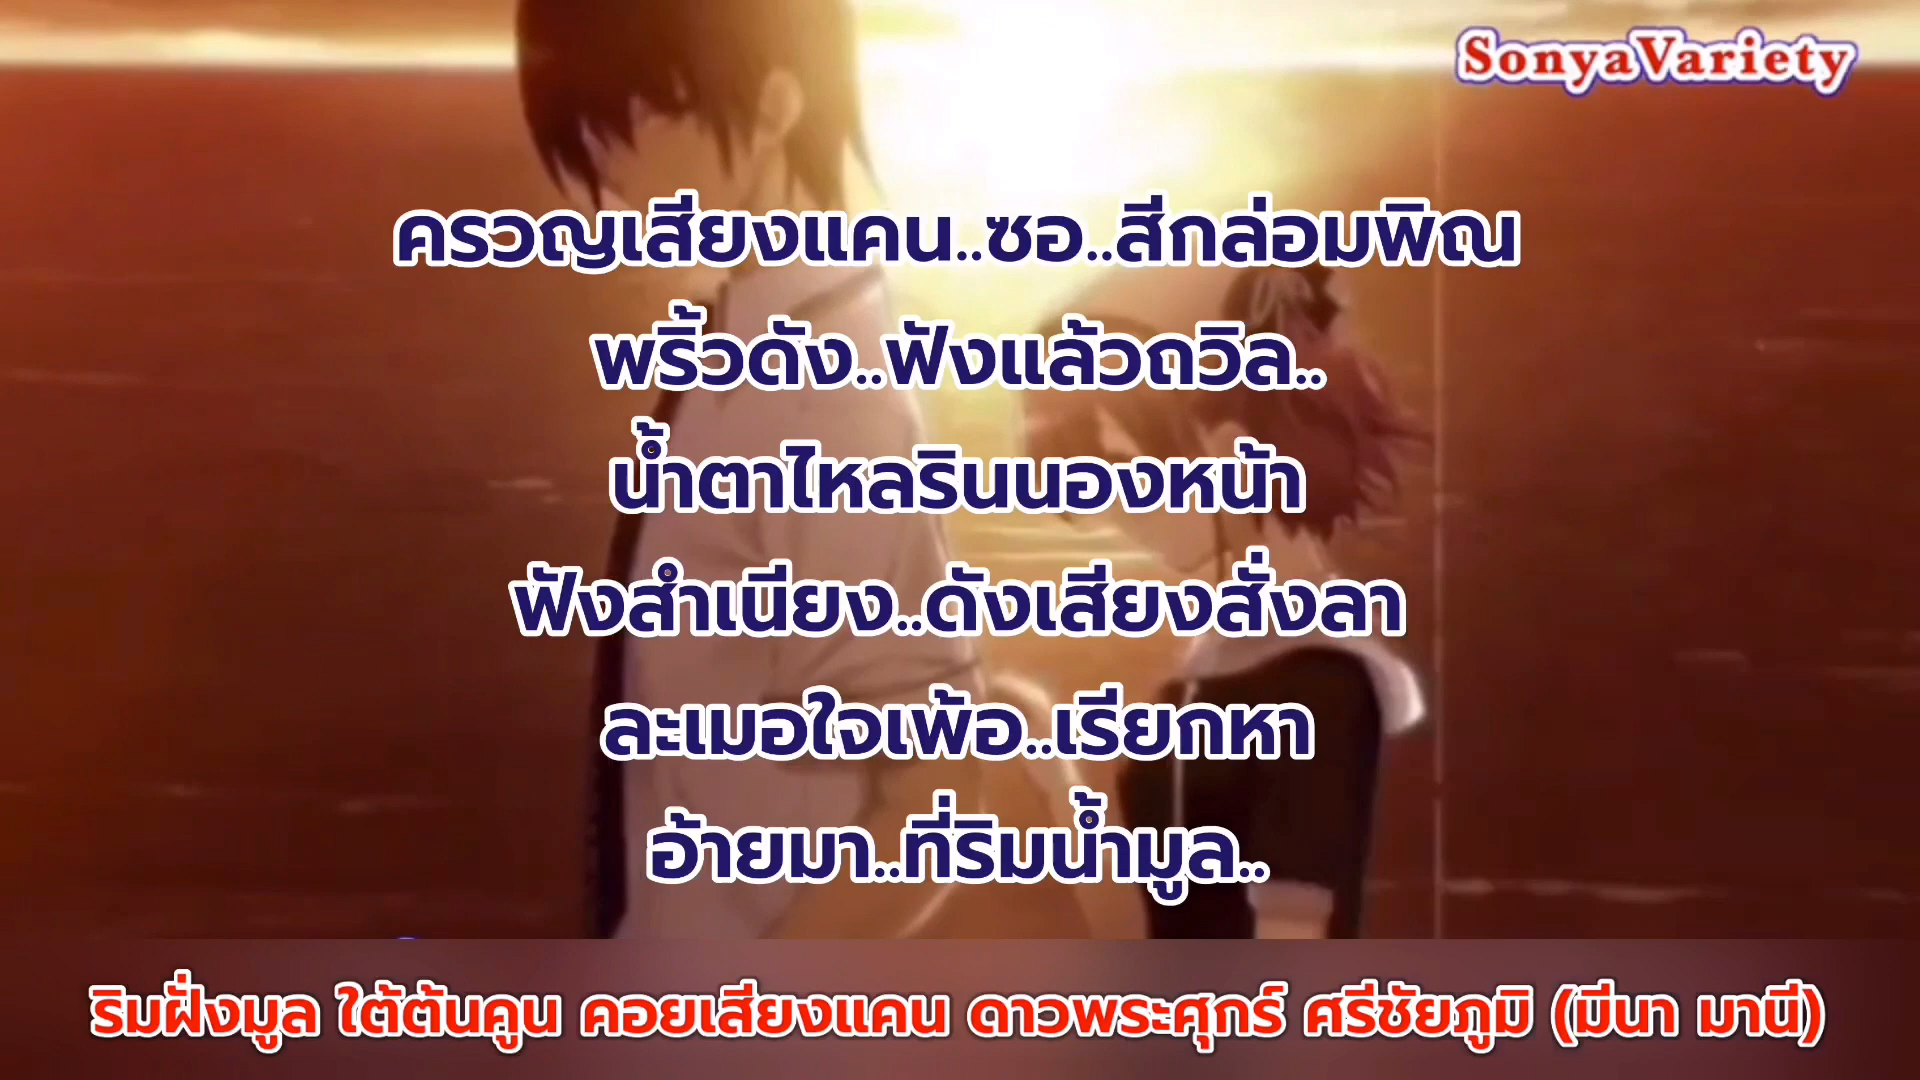 SonyaVariety
ครวญเสียงแคน..ซอ..สีกล่อมพิณ
พริ้วดัง..ฟังแล้วถวิล..
น้ำตาไหลรินนองหน้า
ฟังสำเนียง..ดังเสียงสั่งลา
ละเมอใจเพ้อ..เรียกหา
อ้ายมา..ที่ริมน้ำมูล..
ริมฝั่งมูล ใต้ต้นคูน คอยเสียงแคน ดาวพระศุกร์ ศรีชัยภูมิ (มีนา มานี)